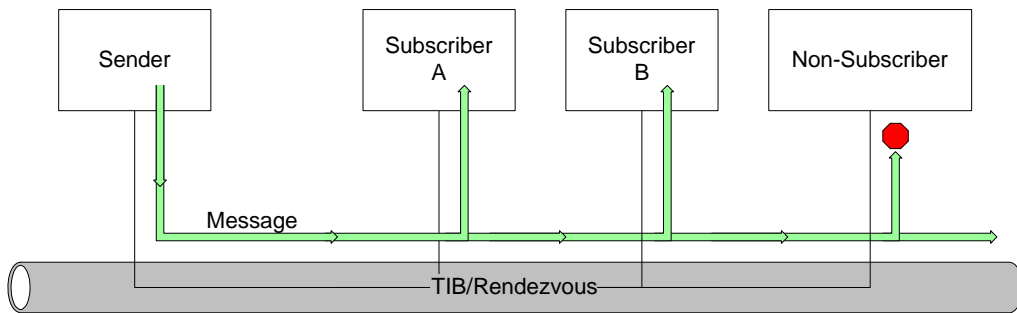 Sender
Subscriber
A
Subscriber
B
Non-Subscriber
Message
TIB/Rendezvous